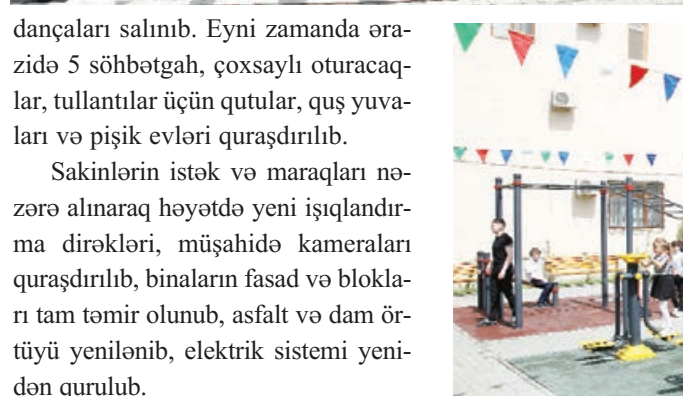 dançaları salınıb. Eyni zamanda əra-
zidə 5 söhbətgah, çoxsaylı oturacaq-
lar, tullantılar üçün qutular, quş yuva-
ları və pişik evləri quraşdırılıb.
Sakinlərin istək və maraqları nə-
zərə alınaraq həyətdə yeni işıqlandır-
ma dirəkləri, müşahidə kameraları
quraşdırılıb, binaların fasad və blokla-
rı tam təmir olunub, asfalt və dam ör-
tüyü yenilənib, elektrik sistemi yeni-
dən qurulub.